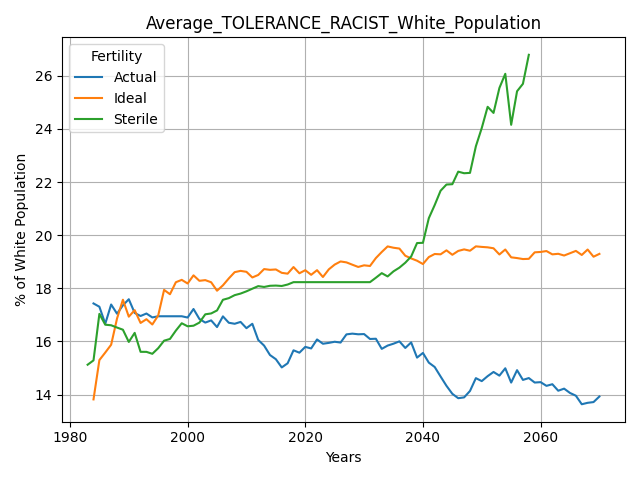 Average_TOLERANCE_RACIST_White_Population
Fertility
Actual
Ideal
Sterile
% of White Population
26
24
22
20
18
16
14
1980
2000
2020
2040
2060
Years